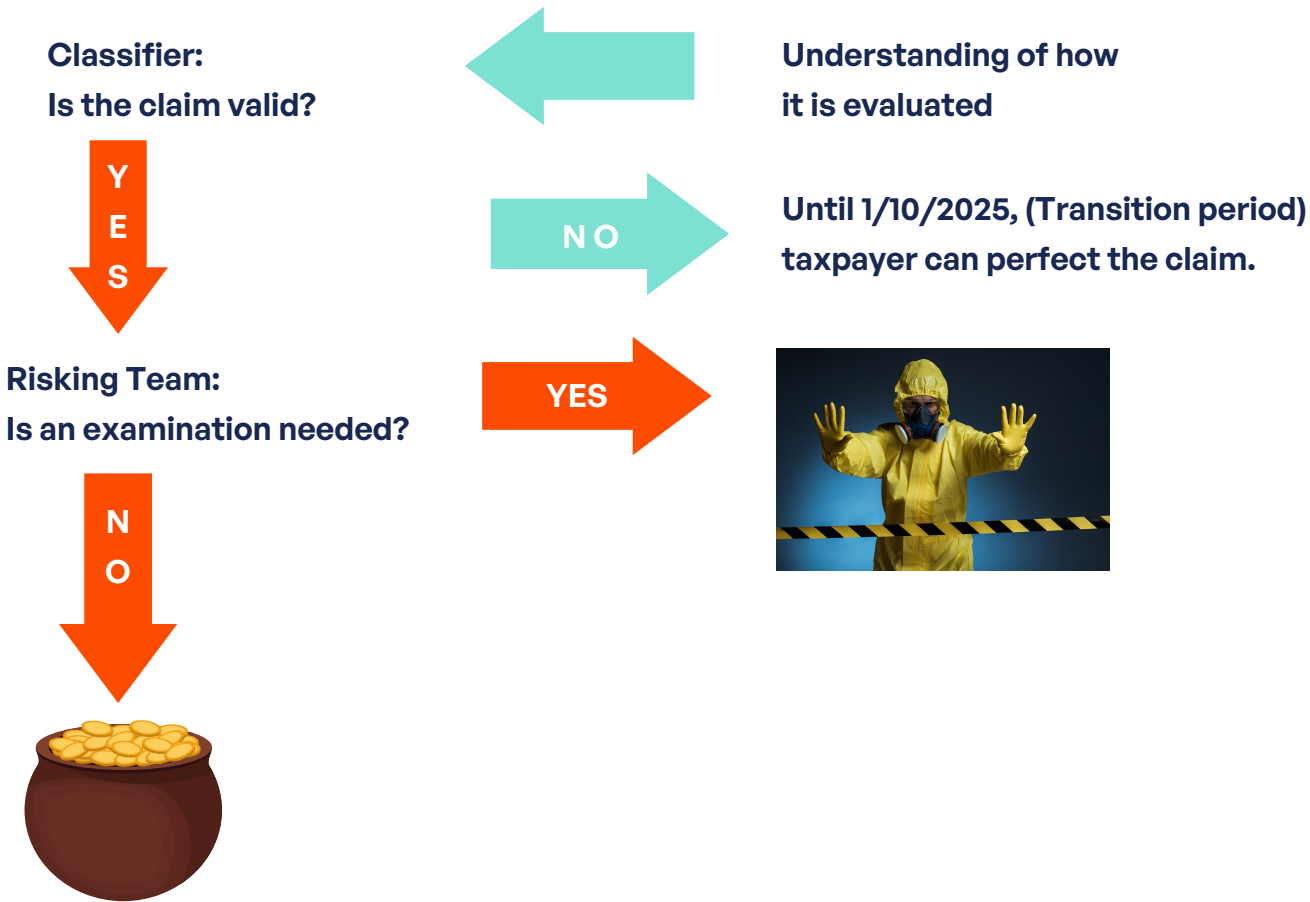 Classifier:
Is the claim valid?
Understanding of how
it is evaluated
Y
E
S
N O
Until 1/10/2025, (Transition period)
taxpayer can perfect the claim.
Risking Team:
Is an examination needed?
YES
N
O